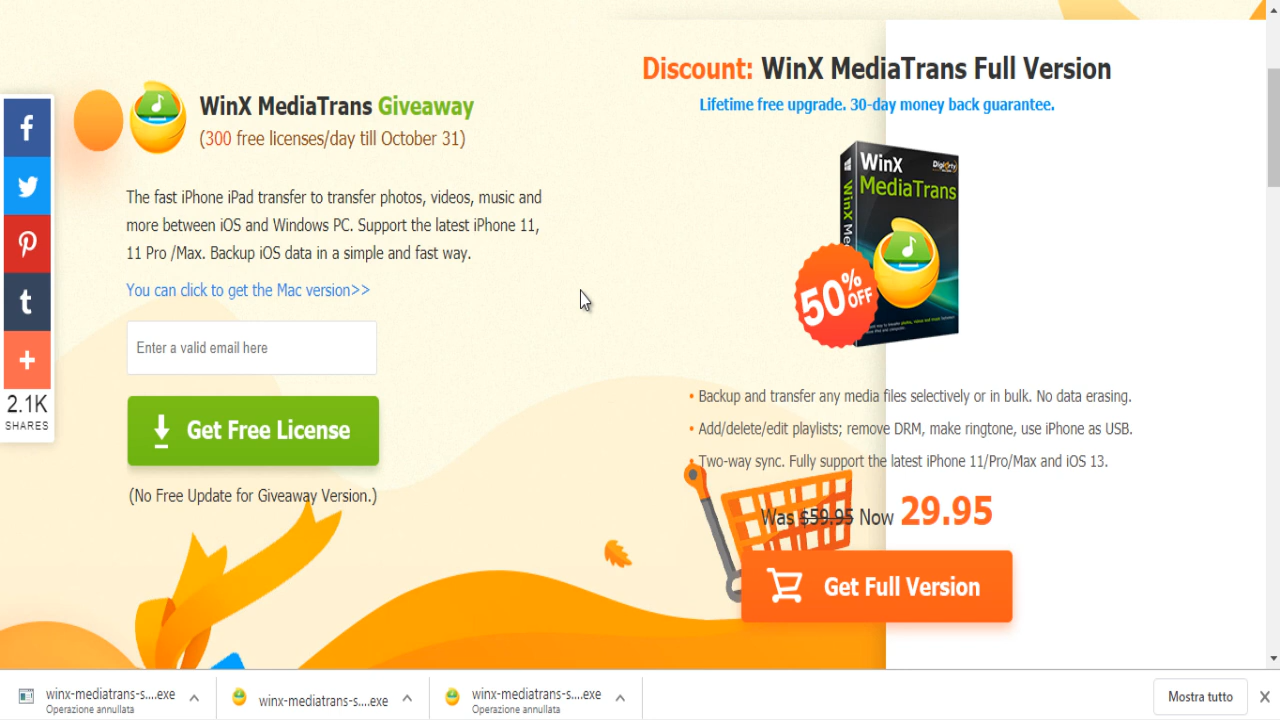 WinX MediaTrans Giveaway
(300 free licenses/day till October 31)
The fast iPhone iPad transfer to transfer photos, videos, music and
more between iOS and Windows PC. Support the latest iPhone 11,
11 Pro /Max. Backup iOS data in a simple and fast way.
You can click to get the Mac version>>
Enter a valid email here
Get Free License
(No Free Update for Giveaway Version.)
2.1K
SHARES
Discount: WinX MediaTrans Full Version
Lifetime free upgrade. 30-day money back guarantee.
WinX
MediaTrans
Digiarty
WinX Me
50%
OFF
• Backup and transfer any media files selectively or in bulk. No data erasing.
• Add/delete/edit playlists; remove DRM, make ringtone, use iPhone as USB.
• Two-way sync. Fully support the latest iPhone 11/Pro/Max and iOS 13.
Was $59.95 Now 29.95
Get Full Version
winx-mediatrans-s....exe
Operazione annullata
winx-mediatrans-s....exe
winx-mediatrans-s....exe
Operazione annullata
Mostra tutto